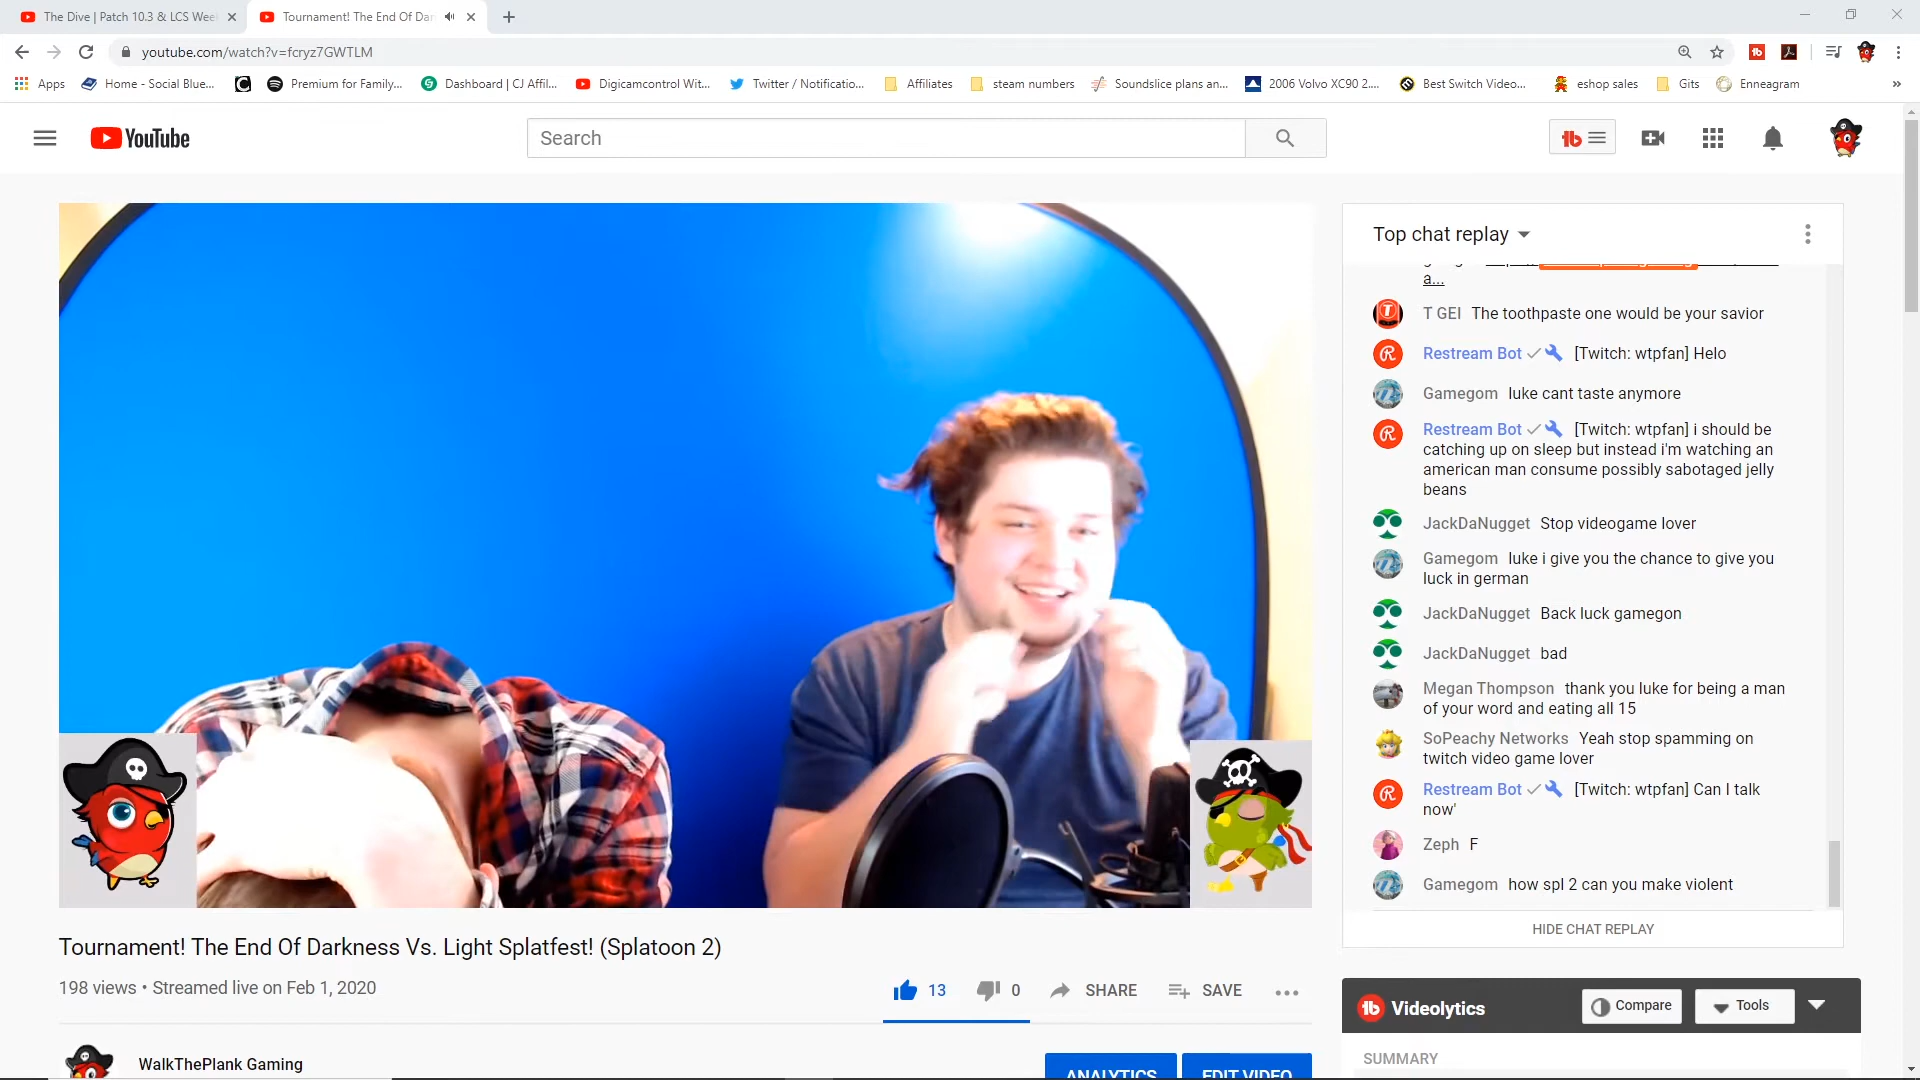 The Dive | Patch 10.3 & LCS Wee
Tournament! The End Of Dar
youtube.com/watch?v=fcryz7GWTLM
Apps
Home - Social Blue...
Premium for Family...
Dashboard | CJ Affil...
Digicamcontrol Wit...
Twitter / Notificatio...
Affiliates
steam numbers
Soundslice plans an...
2006 Volvo XC90 2....
Best Switch Video...
eshop sales
Gits
Enneagram
»
YouTube
Search
Top chat replay
a...
T GEI The toothpaste one would be your savior
Restream Bot [Twitch: wtpfan] Helo
Gamegom luke cant taste anymore
Restream Bot [Twitch: wtpfan] i should be
catching up on sleep but instead i'm watching an
american man consume possibly sabotaged jelly
beans
JackDaNugget Stop videogame lover
Gamegom luke i give you the chance to give you
luck in german
JackDaNugget Back luck gamegon
JackDaNugget bad
Megan Thompson thank you luke for being a man
of your word and eating all 15
SoPeachy Networks Yeah stop spamming on
twitch video game lover
Restream Bot [Twitch: wtpfan] Can I talk
now'
Zeph F
Gamegom how spl 2 can you make violent
HIDE CHAT REPLAY
Tournament! The End Of Darkness Vs. Light Splatfest! (Splatoon 2)
198 views • Streamed live on Feb 1, 2020
13
0
SHARE
SAVE
WalkThePlank Gaming
ANALYTICS
EDIT VIDEO
Videolytics
Compare
Tools
SUMMARY